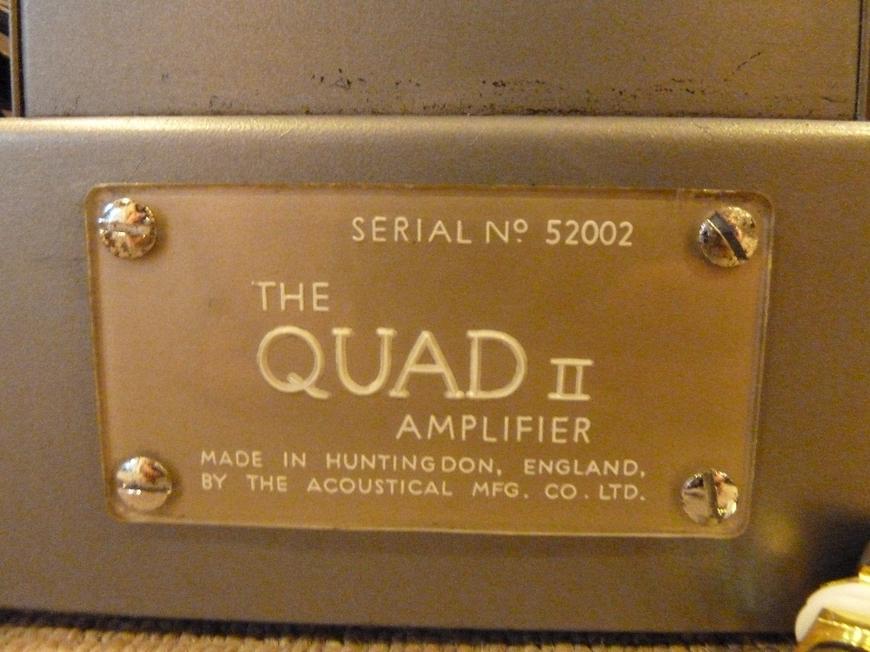 SERIAL Nº 52002
THE
QUAD II
AMPLIFIER
MADE IN HUNTINGDON, ENGLAND,
BY THE ACOUSTICAL MFG. CO. LTD.